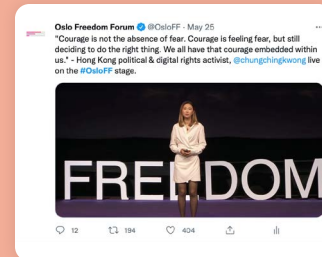 Oslo Freedom Forum @OsloFF · May 25 ...
"Courage is not the absence of fear. Courage is feeling fear, but still
deciding to do the right thing. We all have that courage embedded within
us." - Hong Kong political & digital rights activist, @chungchingkwong live
on the #OsloFF stage.
FREEDOM
12 194 404